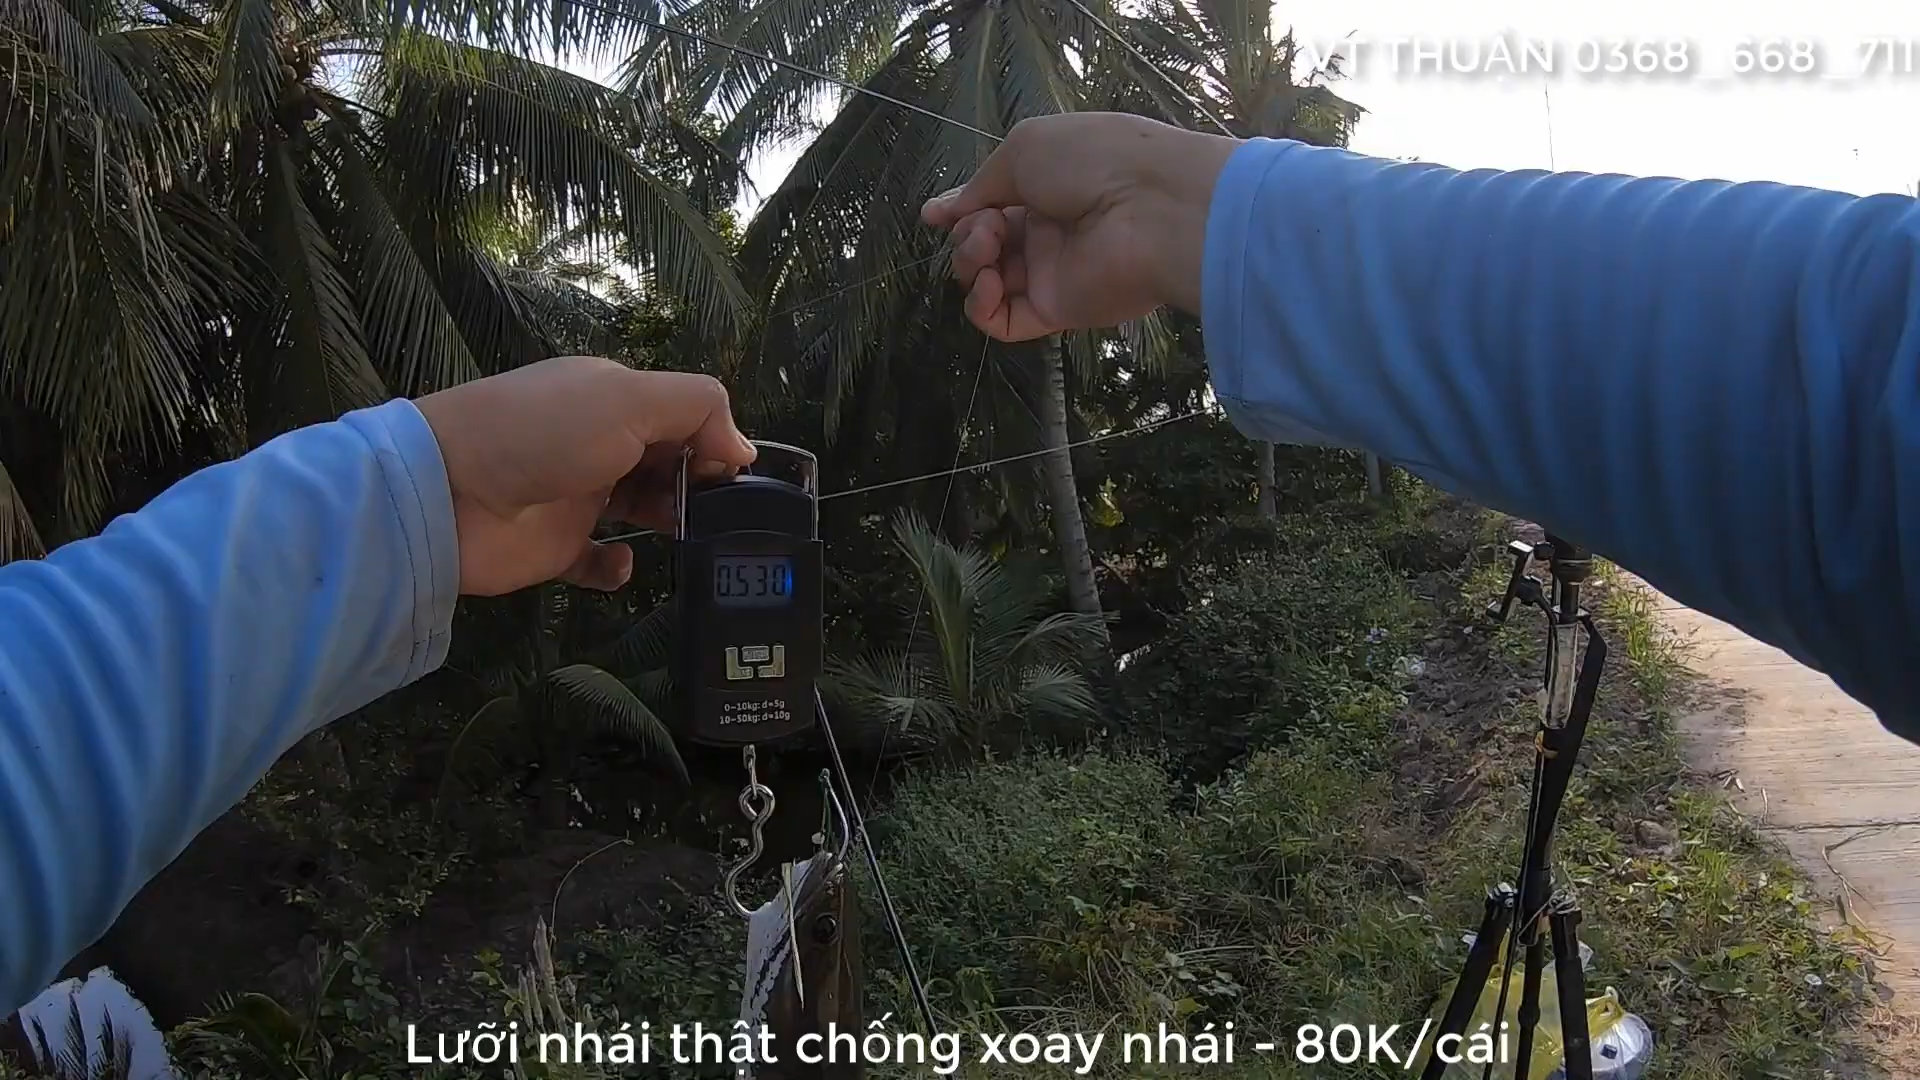 VT THUẬN 0368_668_711
0.530
0~10kg: d=5g
10~50kg: d=10g
Lưỡi nhái thật chống xoay nhái - 80K/cái